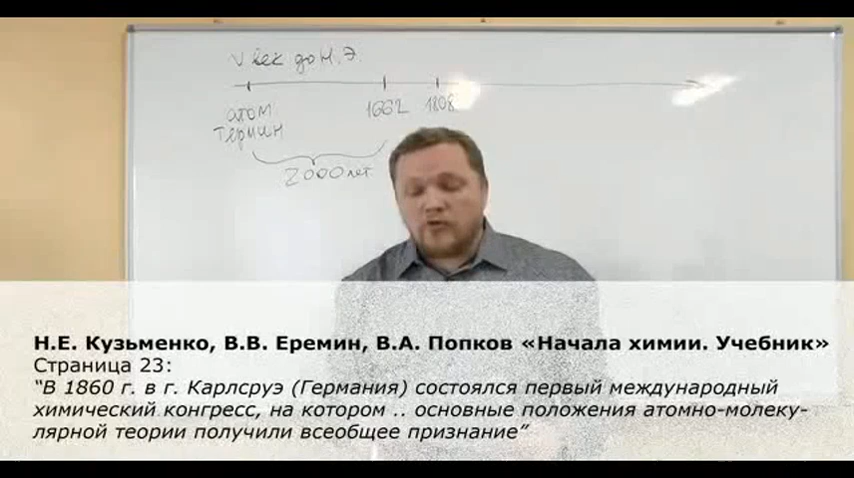 V век до Н.Э.
атом
термин
1662
1808
2000 лет
Н.Е. Кузьменко, В.В. Еремин, В.А. Попков «Начала химии. Учебник»
Страница 23:
“В 1860 г. в г. Карлсруэ (Германия) состоялся первый международный
химический конгресс, на котором .. основные положения атомно-молеку-
лярной теории получили всеобщее признание”